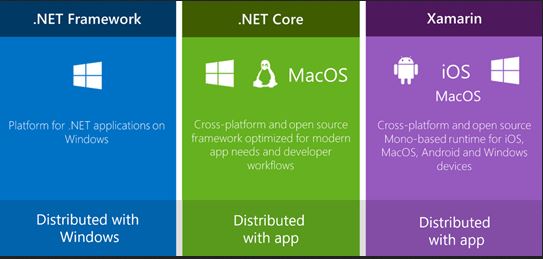 .NET Framework
Platform for .NET applications on
Windows
Distributed with
Windows
.NET Core
MacOS
Cross-platform and open source
framework optimized for modern
app needs and developer
workflows
Distributed
with app
Xamarin
iOS
MacOS
Cross-platform and open source
Mono-based runtime for iOS,
MacOS, Android and Windows
devices
Distributed
with app